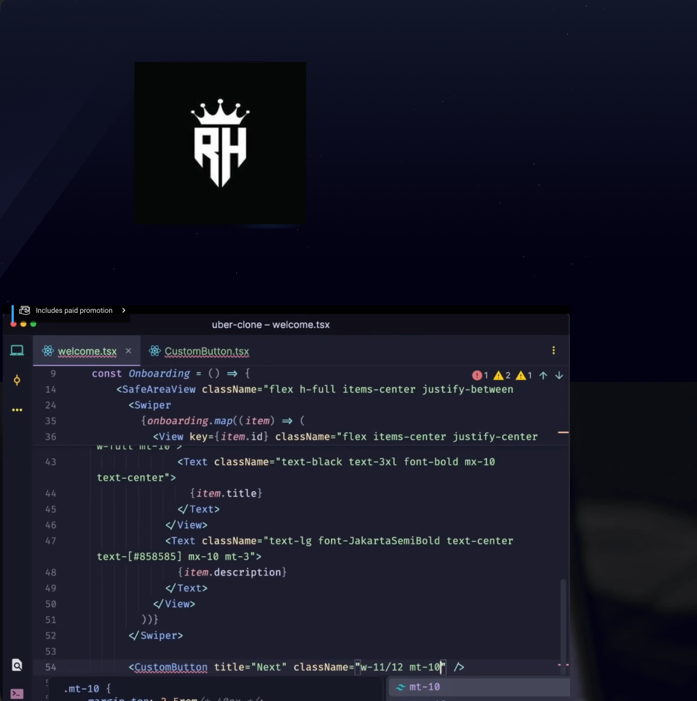 RH
Includes paid promotion >
uber-clone – welcome.tsx
welcome.tsx × CustomButton.tsx
9 const Onboarding = () => { 1 2 1
14 <SafeAreaView className="flex h-full items-center justify-between
24 <Swiper
35 {onboarding.map((item) => (
36 <View key={item.id} className="flex items-center justify-center
w-full mt-10">
43 <Text className="text-black text-3xl font-bold mx-10
text-center">
44 {item.title}
45 </Text>
46 </View>
47 <Text className="text-lg font-JakartaSemiBold text-center
text-[#858585] mx-10 mt-3">
48 {item.description}
49 </Text>
50 </View>
51 ))}
52 </Swiper>
53
54 <CustomButton title="Next" className="w-11/12 mt-10" />
.mt-10 { mt-10